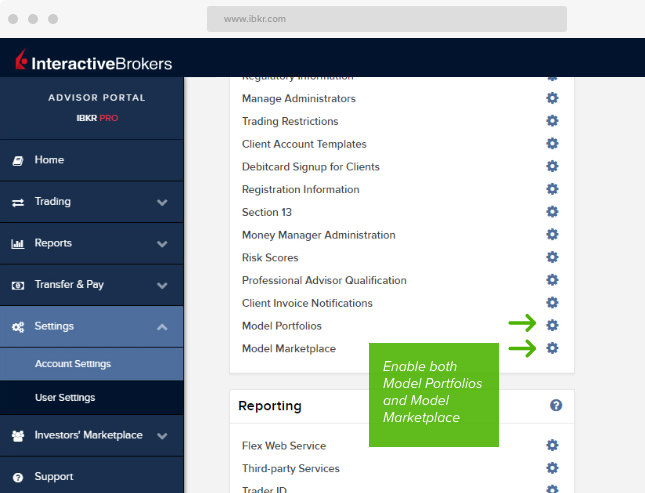 www.ibkr.com
InteractiveBrokers
ADVISOR PORTAL
IBKR PRO
Home
Trading
Reports
Transfer & Pay
Settings
Account Settings
User Settings
Investors' Marketplace
Support
Regulatory Information
Manage Administrators
Trading Restrictions
Client Account Templates
Debitcard Signup for Clients
Registration Information
Section 13
Money Manager Administration
Risk Scores
Professional Advisor Qualification
Client Invoice Notifications
Model Portfolios
Model Marketplace
Enable both
Model Portfolios
and Model
Marketplace
Reporting
Flex Web Service
Third-party Services
Trader ID